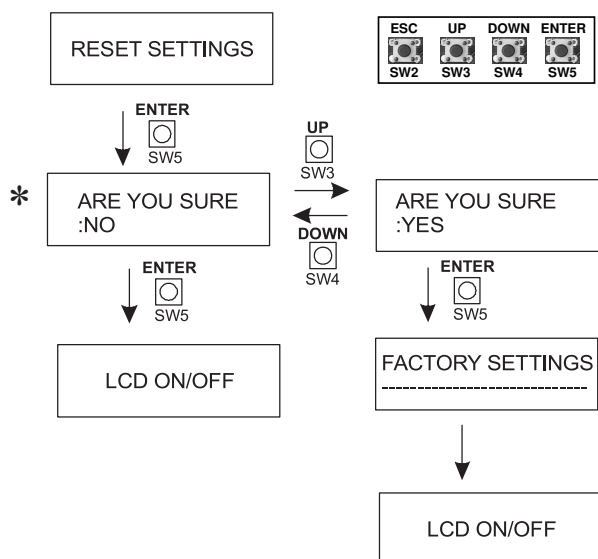 RESET SETTINGS
ESC UP DOWN ENTER
SW2 SW3 SW4 SW5
ENTER
SW5
UP
SW3
* ARE YOU SURE
:NO
ARE YOU SURE
:YES
DOWN
SW4
ENTER
SW5
ENTER
SW5
LCD ON/OFF
FACTORY SETTINGS
--------------------------------
LCD ON/OFF